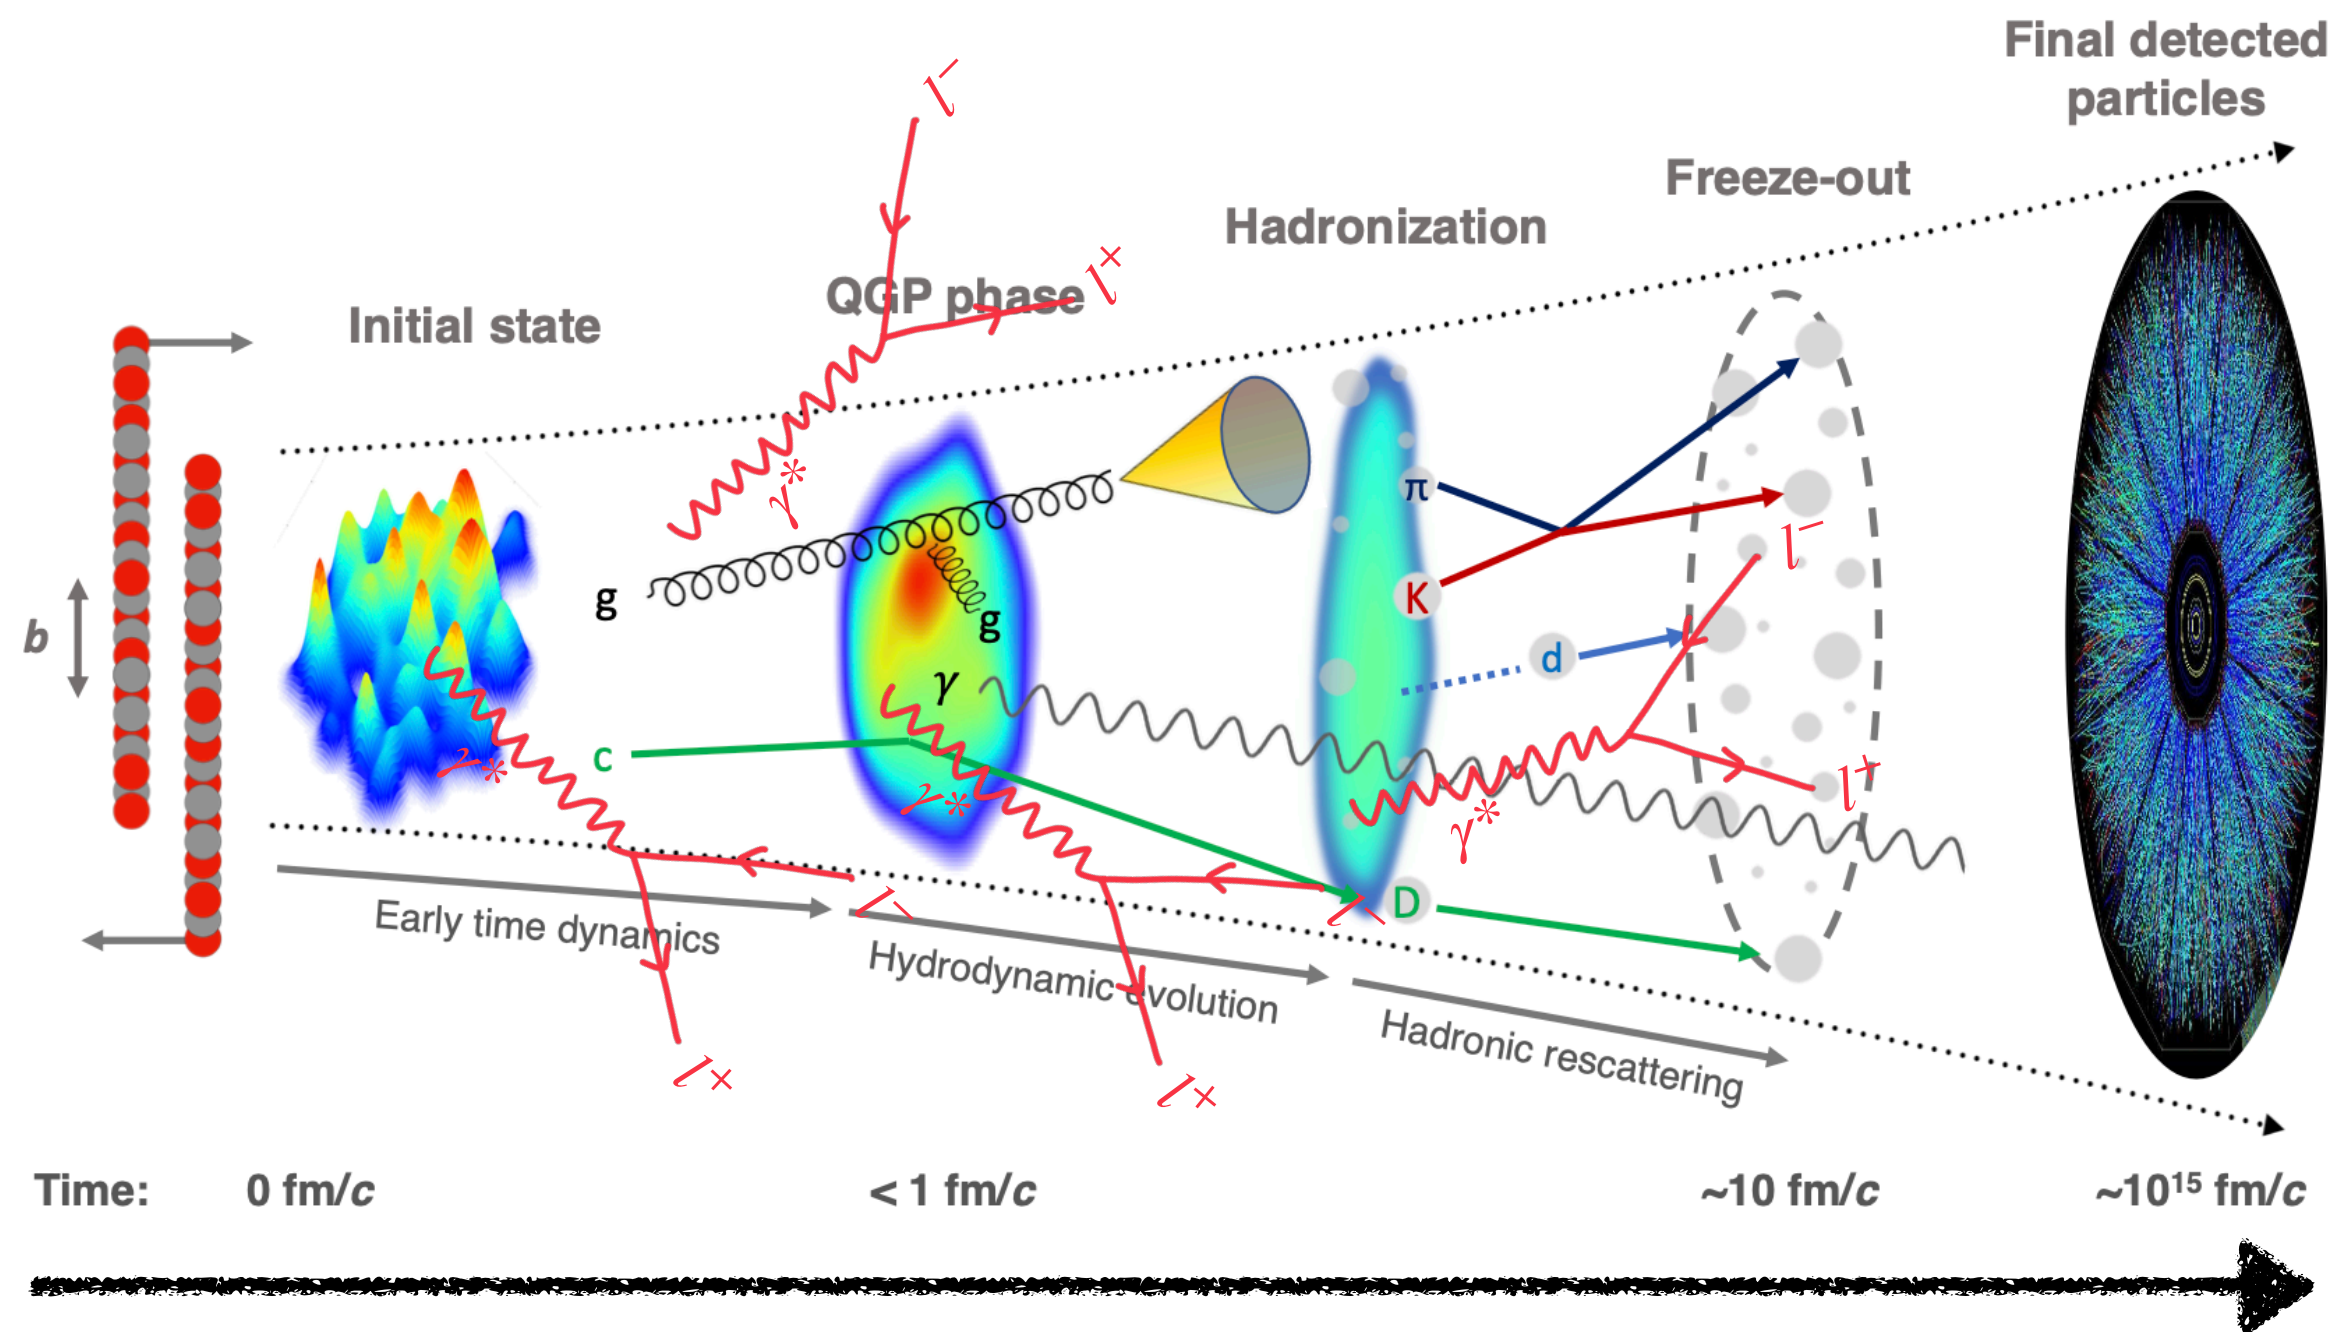 Final detected
particles
Freeze-out
Hadronization
QGP phase
Initial state
l⁻
l⁺
γ*
g
g
γ
c
γ*
γ*
b
π
K
d
D
l⁻
l⁺
γ*
l⁻
l⁺
l⁻
l⁺
Early time dynamics
Hydrodynamic evolution
Hadronic rescattering
Time: 0 fm/c < 1 fm/c ~10 fm/c ~10¹⁵ fm/c